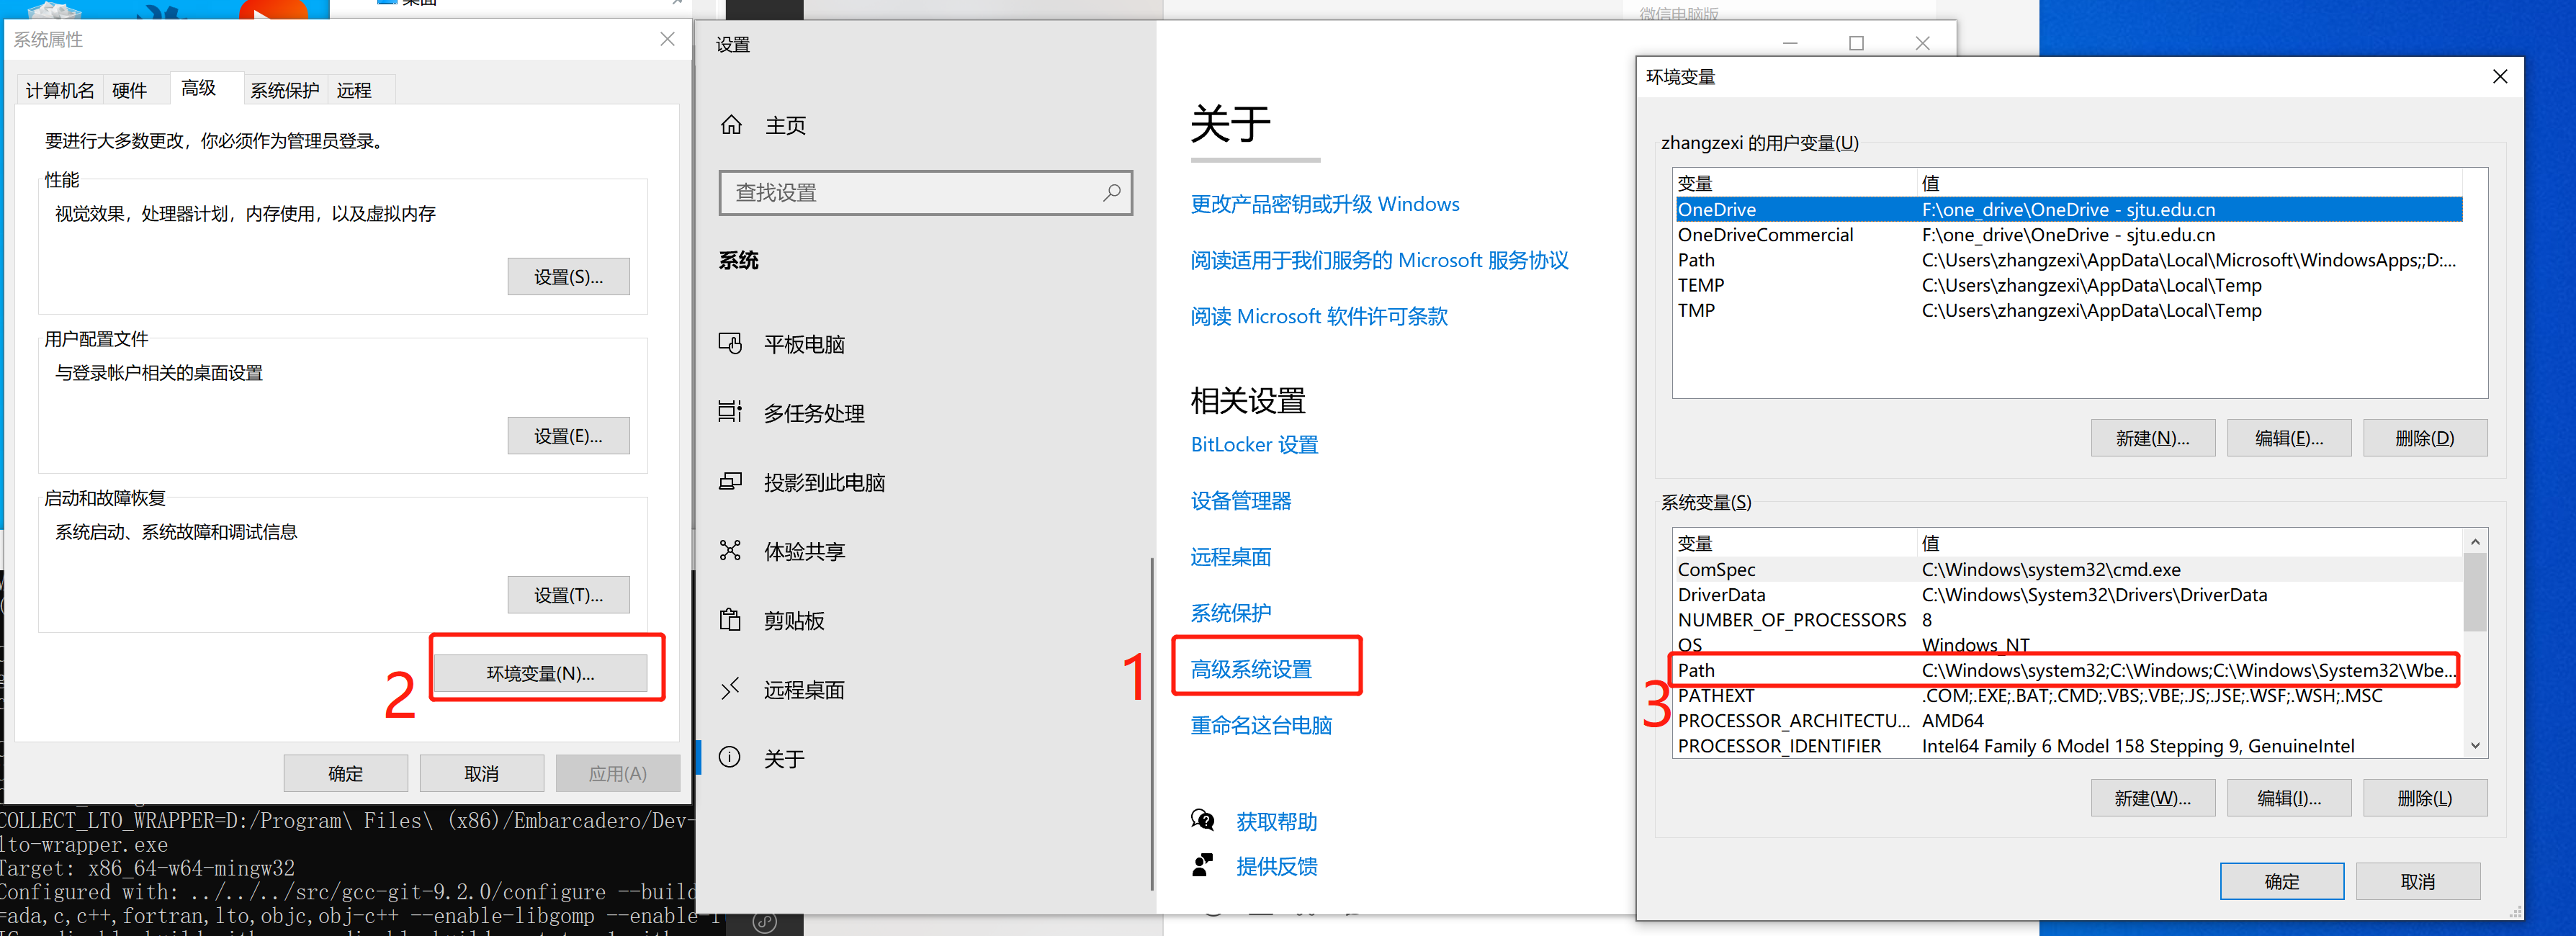 桌面
微信电脑版
系统属性
计算机名 硬件 高级 系统保护 远程
要进行大多数更改，你必须作为管理员登录。
性能
视觉效果，处理器计划，内存使用，以及虚拟内存
设置(S)...
用户配置文件
与登录帐户相关的桌面设置
设置(E)...
启动和故障恢复
系统启动、系统故障和调试信息
设置(T)...
2
环境变量(N)...
确定 取消 应用(A)
COLLECT_LTO_WRAPPER=D:/Program\ Files\ (x86)/Embarcadero/Dev-
lto-wrapper.exe
Target: x86_64-w64-mingw32
Configured with: ../../../src/gcc-git-9.2.0/configure --build
=ada,c,c++,fortran,lto,objc,obj-c++ --enable-libgomp --enable-l
设置
主页
查找设置
系统
平板电脑
多任务处理
投影到此电脑
体验共享
剪贴板
远程桌面
关于
关于
更改产品密钥或升级 Windows
阅读适用于我们服务的 Microsoft 服务协议
阅读 Microsoft 软件许可条款
相关设置
BitLocker 设置
设备管理器
远程桌面
系统保护
1
高级系统设置
重命名这台电脑
获取帮助
提供反馈
环境变量
zhangzexi 的用户变量(U)
变量 值
OneDrive F:\one_drive\OneDrive - sjtu.edu.cn
OneDriveCommercial F:\one_drive\OneDrive - sjtu.edu.cn
Path C:\Users\zhangzexi\AppData\Local\Microsoft\WindowsApps;;D:...
TEMP C:\Users\zhangzexi\AppData\Local\Temp
TMP C:\Users\zhangzexi\AppData\Local\Temp
新建(N)... 编辑(E)... 删除(D)
系统变量(S)
变量 值
ComSpec C:\Windows\system32\cmd.exe
DriverData C:\Windows\System32\Drivers\DriverData
NUMBER_OF_PROCESSORS 8
OS Windows_NT
Path C:\Windows\system32;C:\Windows;C:\Windows\System32\Wbe...
3
PATHEXT .COM;.EXE;.BAT;.CMD;.VBS;.VBE;.JS;.JSE;.WSF;.WSH;.MSC
PROCESSOR_ARCHITECTU... AMD64
PROCESSOR_IDENTIFIER Intel64 Family 6 Model 158 Stepping 9, GenuineIntel
新建(W)... 编辑(I)... 删除(L)
确定 取消